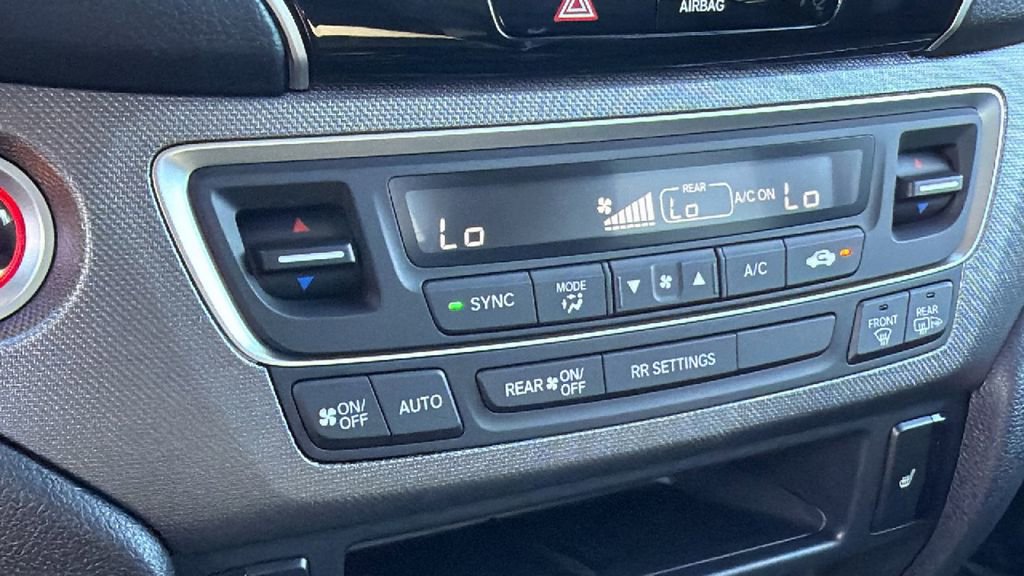 AIRBAG
Lo
REAR
Lo
A/C ON
Lo
SYNC
MODE
A/C
FRONT
REAR
ON/
OFF
AUTO
REAR ON/
OFF
RR SETTINGS